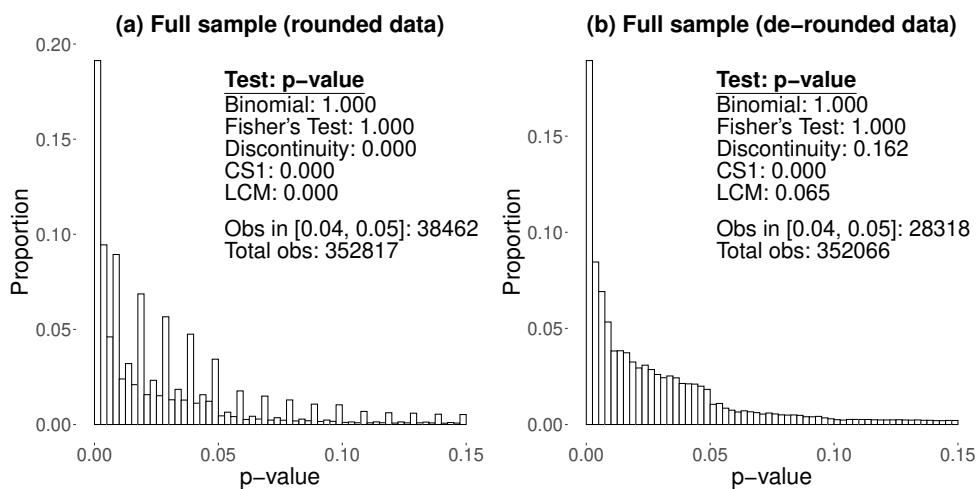 (a) Full sample (rounded data)
0.20
0.15
0.10
0.05
0.00
Proportion
Test: p−value
Binomial: 1.000
Fisher's Test: 1.000
Discontinuity: 0.000
CS1: 0.000
LCM: 0.000
Obs in [0.04, 0.05]: 38462
Total obs: 352817
0.00 0.05 0.10 0.15
p−value
(b) Full sample (de−rounded data)
0.15
0.10
0.05
0.00
Proportion
Test: p−value
Binomial: 1.000
Fisher's Test: 1.000
Discontinuity: 0.162
CS1: 0.000
LCM: 0.065
Obs in [0.04, 0.05]: 28318
Total obs: 352066
0.00 0.05 0.10 0.15
p−value